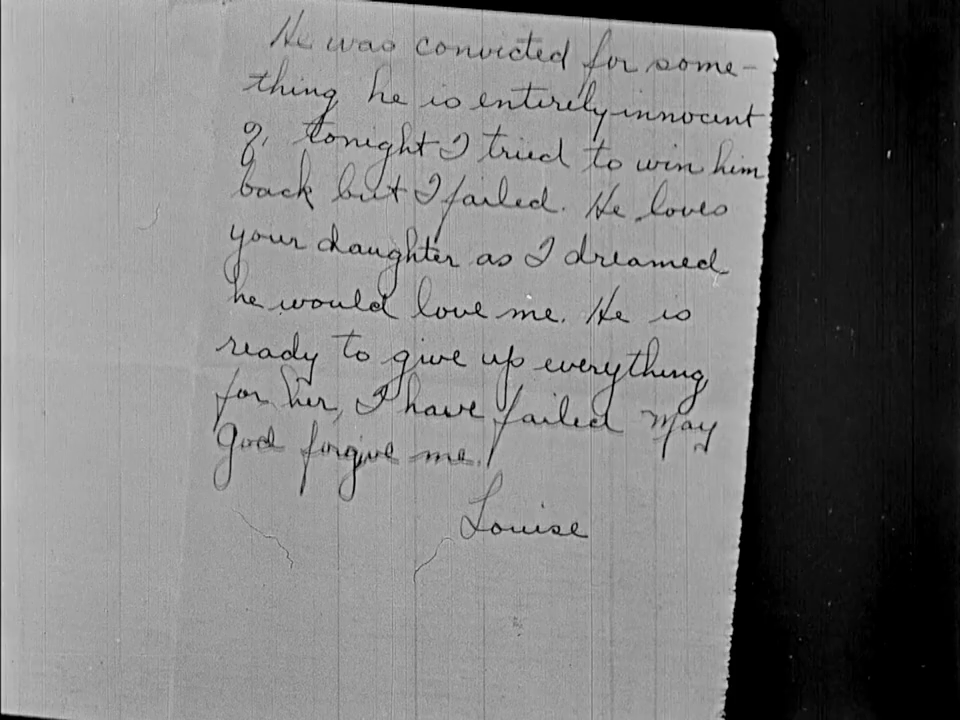 He was convicted for some-
thing he is entirely innocent
of, tonight I tried to win him
back but I failed. He loves
your daughter as I dreamed
he would love me. He is
ready to give up everything
for her, I have failed May
God forgive me.
Louise